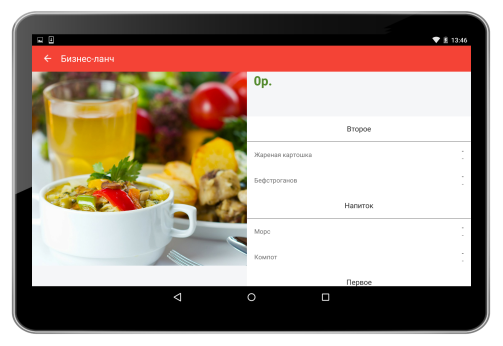 13:46
Бизнес-ланч
0р.
Второе
Жареная картошка
Бефстроганов
Напиток
Морс
Компот
Первое